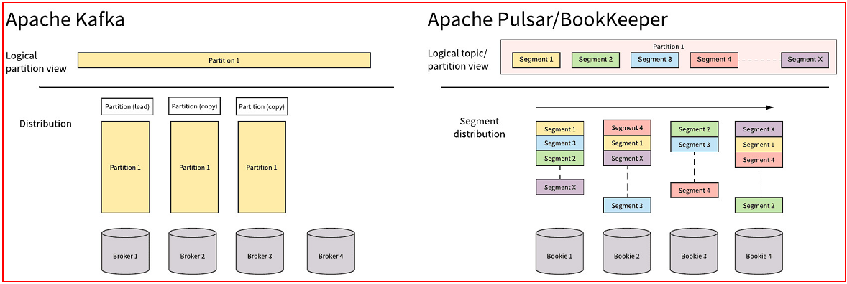 Apache Kafka
Logical
partition view
Partition 1
Distribution
Partition (lead)
Partition (copy)
Partition (copy)
Partition 1
Partition 1
Partition 1
Broker 1
Broker 2
Broker 3
Broker 4
Apache Pulsar/BookKeeper
Logical topic/
partition view
Partition 1
Segment 1
Segment 2
Segment 3
Segment 4
Segment X
Segment
distribution
Segment 1
Segment 3
Segment 2
Segment X
Segment 4
Segment 1
Segment X
Segment 3
Segment 2
Segment 3
Segment 4
Segment X
Segment 1
Segment 4
Segment 2
Bookie 1
Bookie 2
Bookie 3
Bookie 4